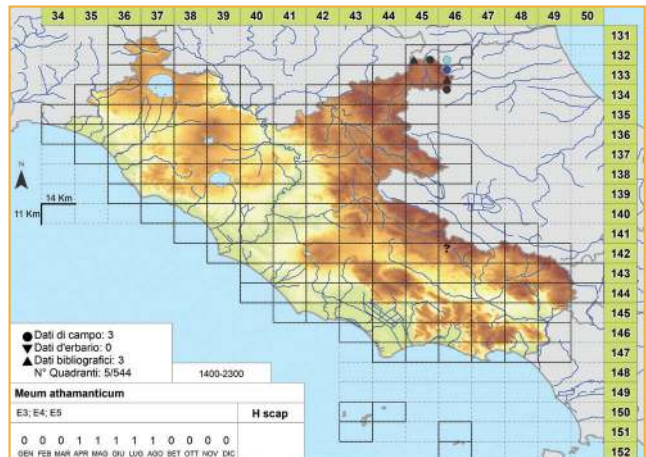 34 35 36 37 38 39 40 41 42 43 44 45 46 47 48 49 50
131
132
133
134
135
136
137
138
139
140
141
142
143
144
145
146
147
148
149
150
151
152
N
14 Km
11 Km
?
Dati di campo: 3
Dati d'erbario: 0
Dati bibliografici: 3
N° Quadranti: 5/544
1400-2300
Meum athamanticum
E3; E4; E5
H scap
0 0 0 1 1 1 1 1 0 0 0 0
GEN FEB MAR APR MAG GIU LUG AGO SET OTT NOV DIC